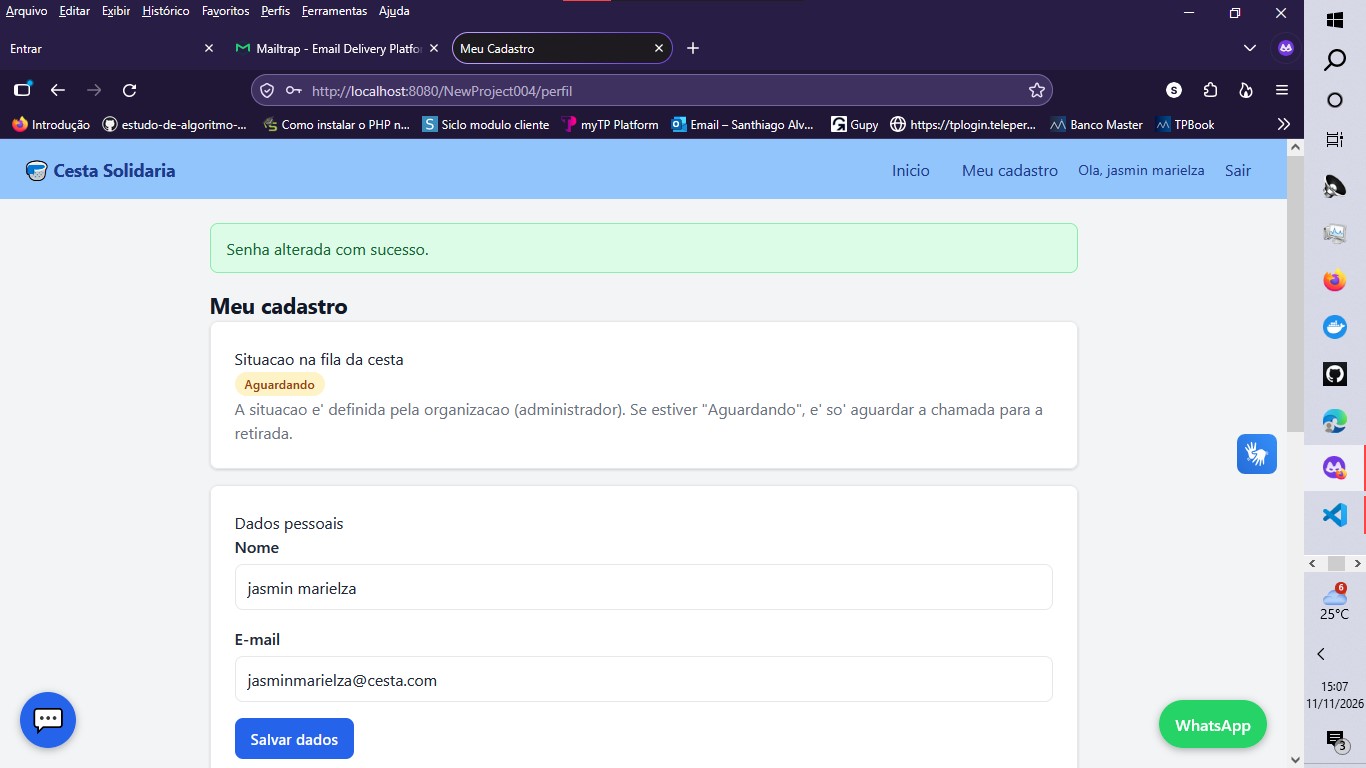 Arquivo Editar Exibir Histórico Favoritos Perfis Ferramentas Ajuda
Entrar
Mailtrap - Email Delivery Platfo
Meu Cadastro
http://localhost:8080/NewProject004/perfil
S
Introdução
estudo-de-algoritmo-...
Como instalar o PHP n...
S Siclo modulo cliente
myTP Platform
Email – Santhiago Alv...
Gupy
https://tplogin.teleper...
Banco Master
TPBook
Cesta Solidaria
Inicio
Meu cadastro
Ola, jasmin marielza
Sair
Senha alterada com sucesso.
Meu cadastro
Situacao na fila da cesta
Aguardando
A situacao e' definida pela organizacao (administrador). Se estiver "Aguardando", e' so' aguardar a chamada para a
retirada.
Dados pessoais
Nome
jasmin marielza
E-mail
jasminmarielza@cesta.com
Salvar dados
WhatsApp
6
25°C
15:07
11/11/2026
3